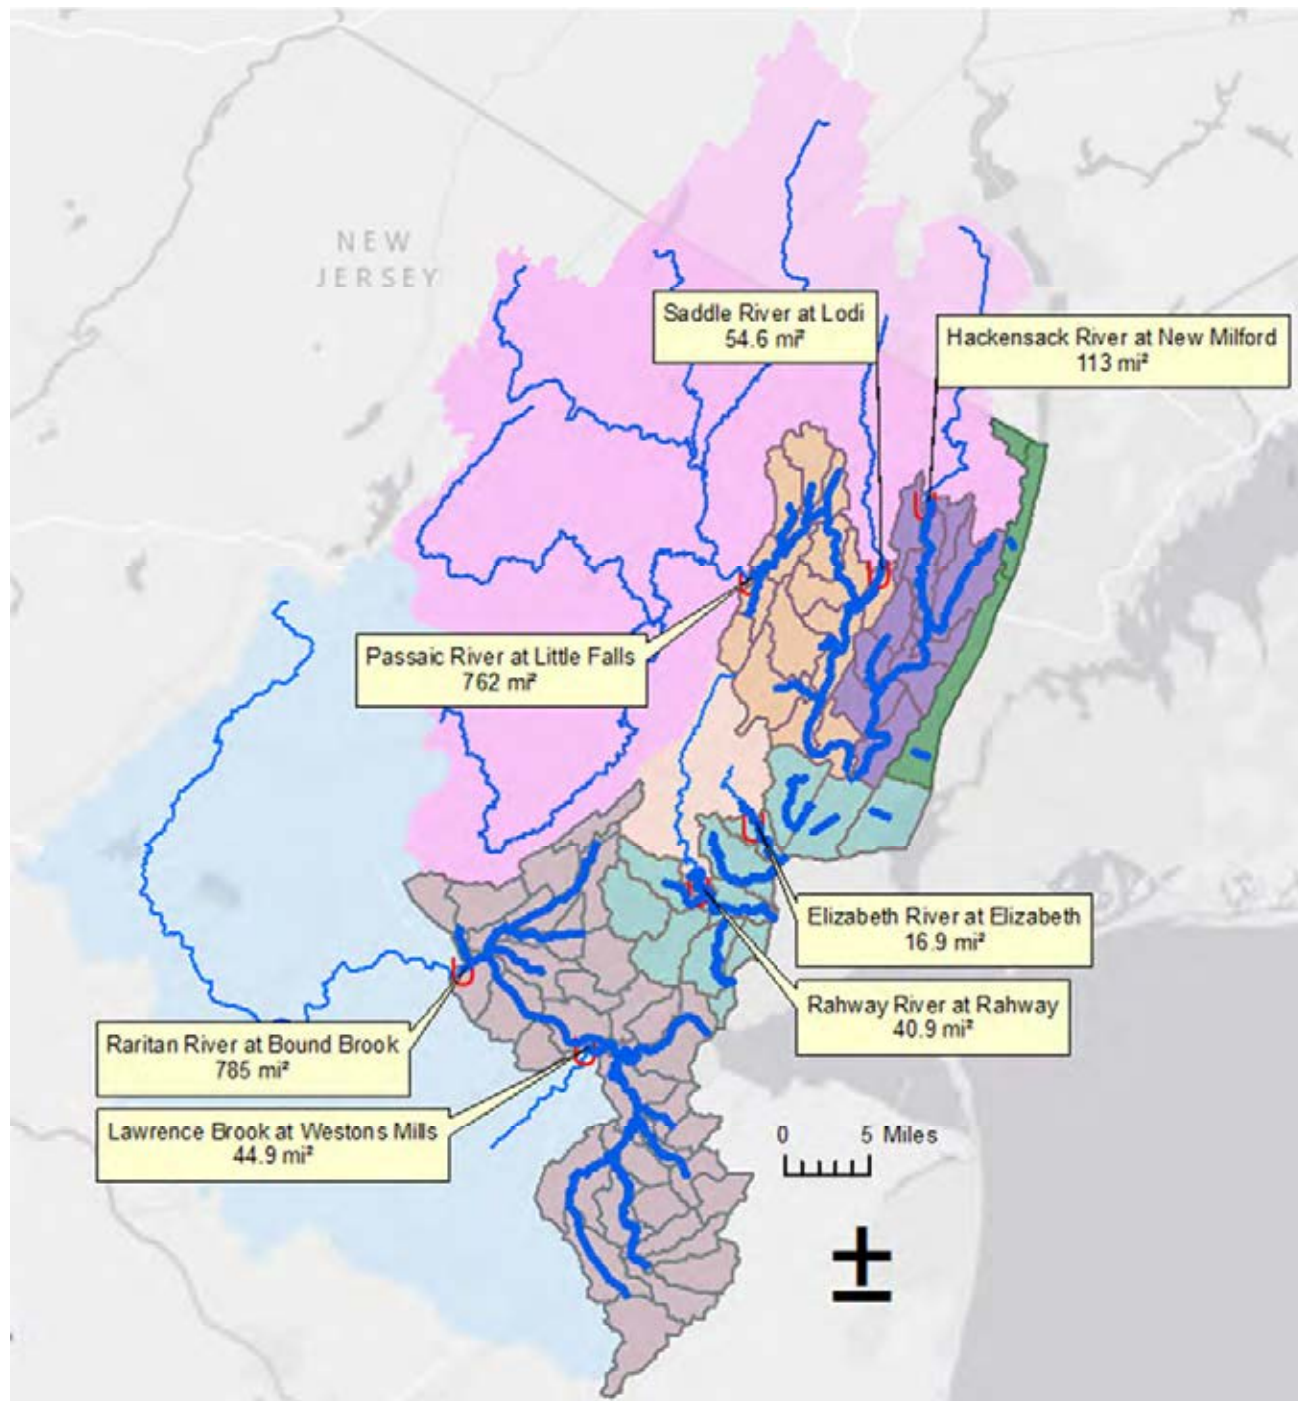 NEW
JERSEY
Saddle River at Lodi
54.6 mi²
Hackensack River at New Milford
113 mi²
Passaic River at Little Falls
762 mi²
Elizabeth River at Elizabeth
16.9 mi²
Rahway River at Rahway
40.9 mi²
Raritan River at Bound Brook
785 mi²
Lawrence Brook at Westons Mills
44.9 mi²
0 5 Miles
±